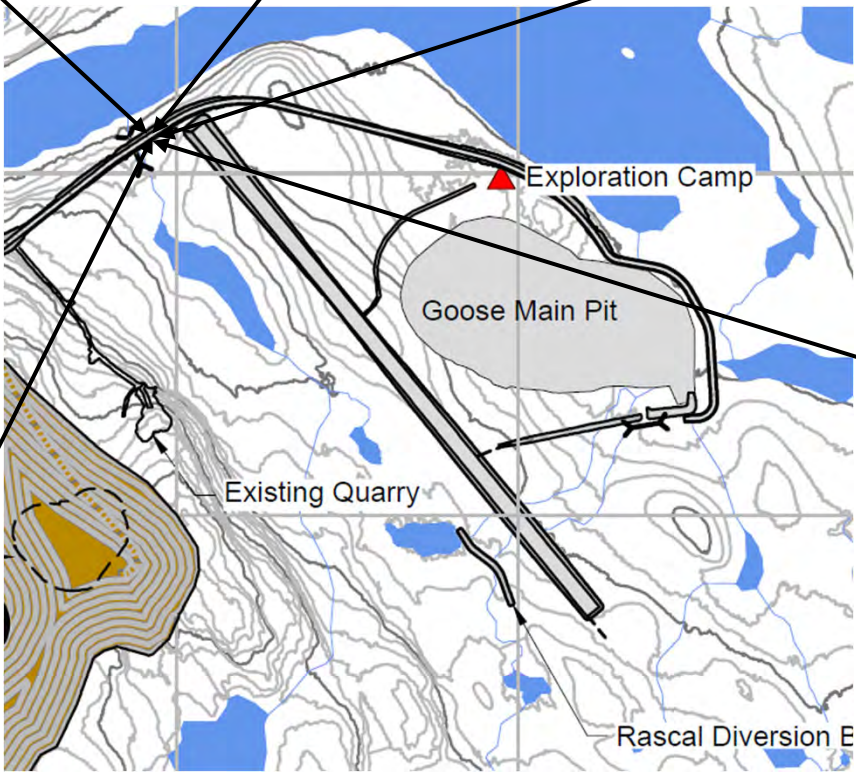 Exploration Camp
Goose Main Pit
Existing Quarry
Rascal Diversion B